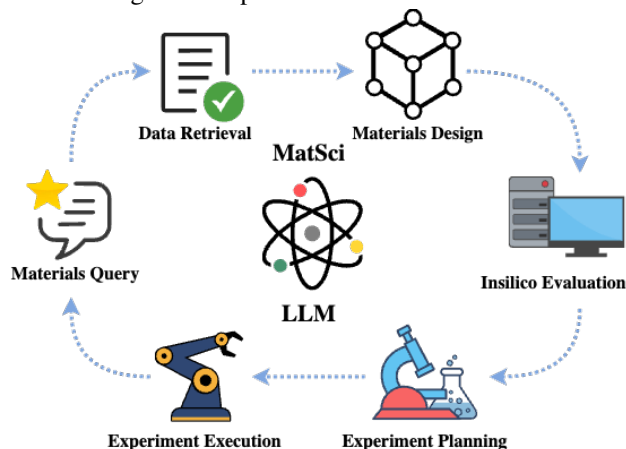 Data Retrieval
Materials Design
MatSci
Materials Query
Insilico Evaluation
LLM
Experiment Execution
Experiment Planning